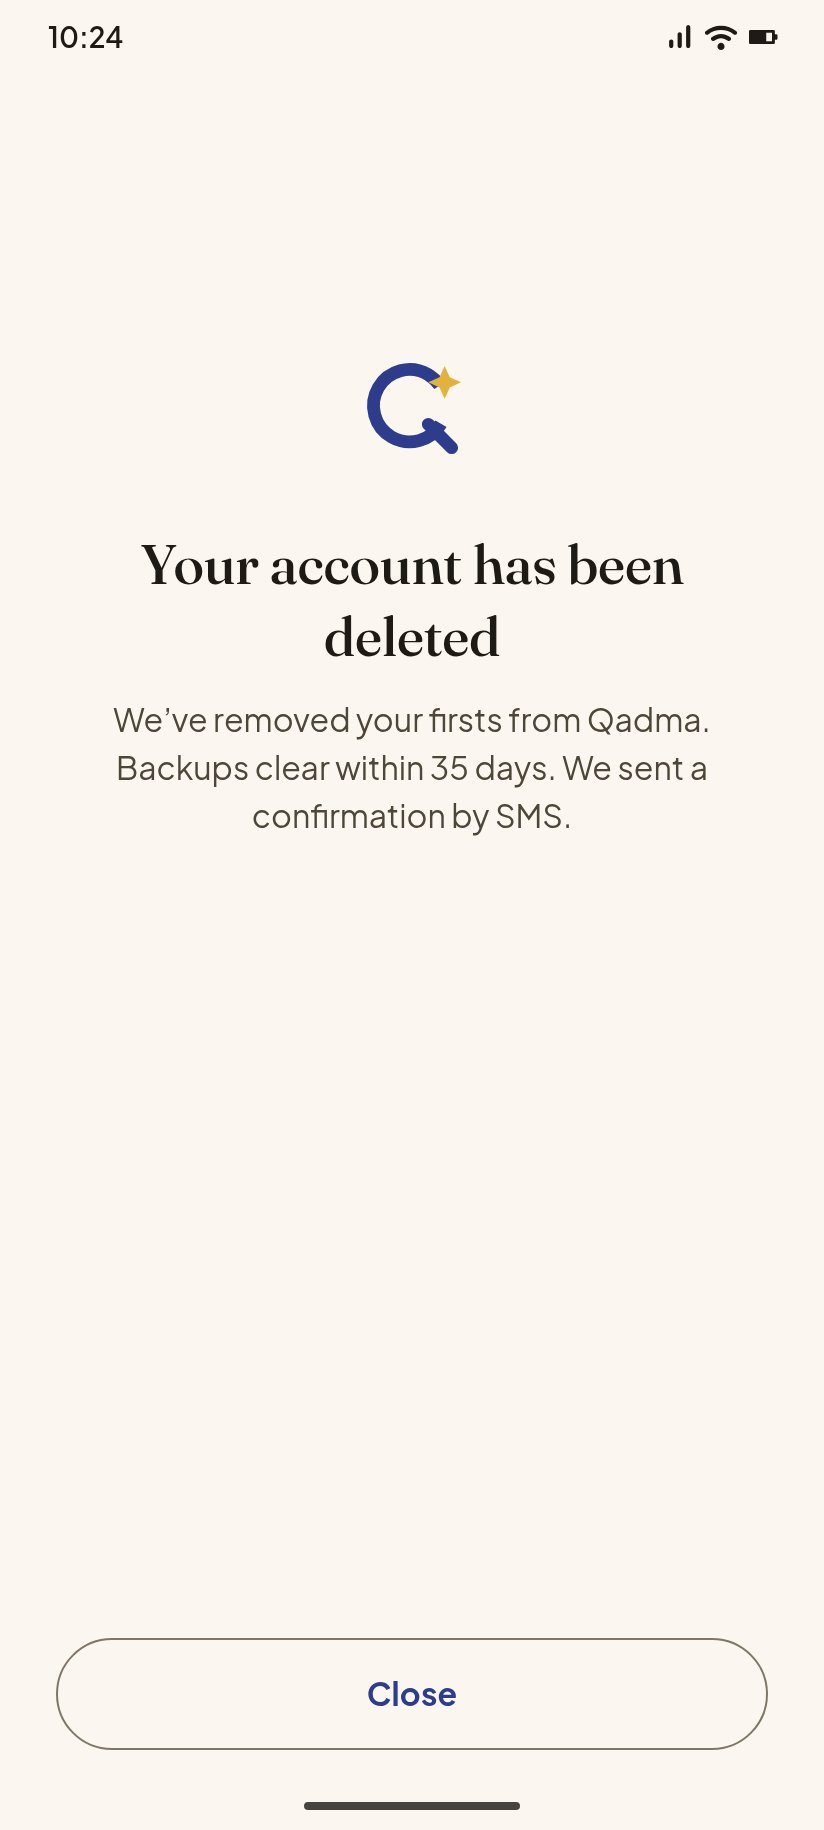 10:24
Your account has been
deleted
We’ve removed your firsts from Qadma.
Backups clear within 35 days. We sent a
confirmation by SMS.
Close